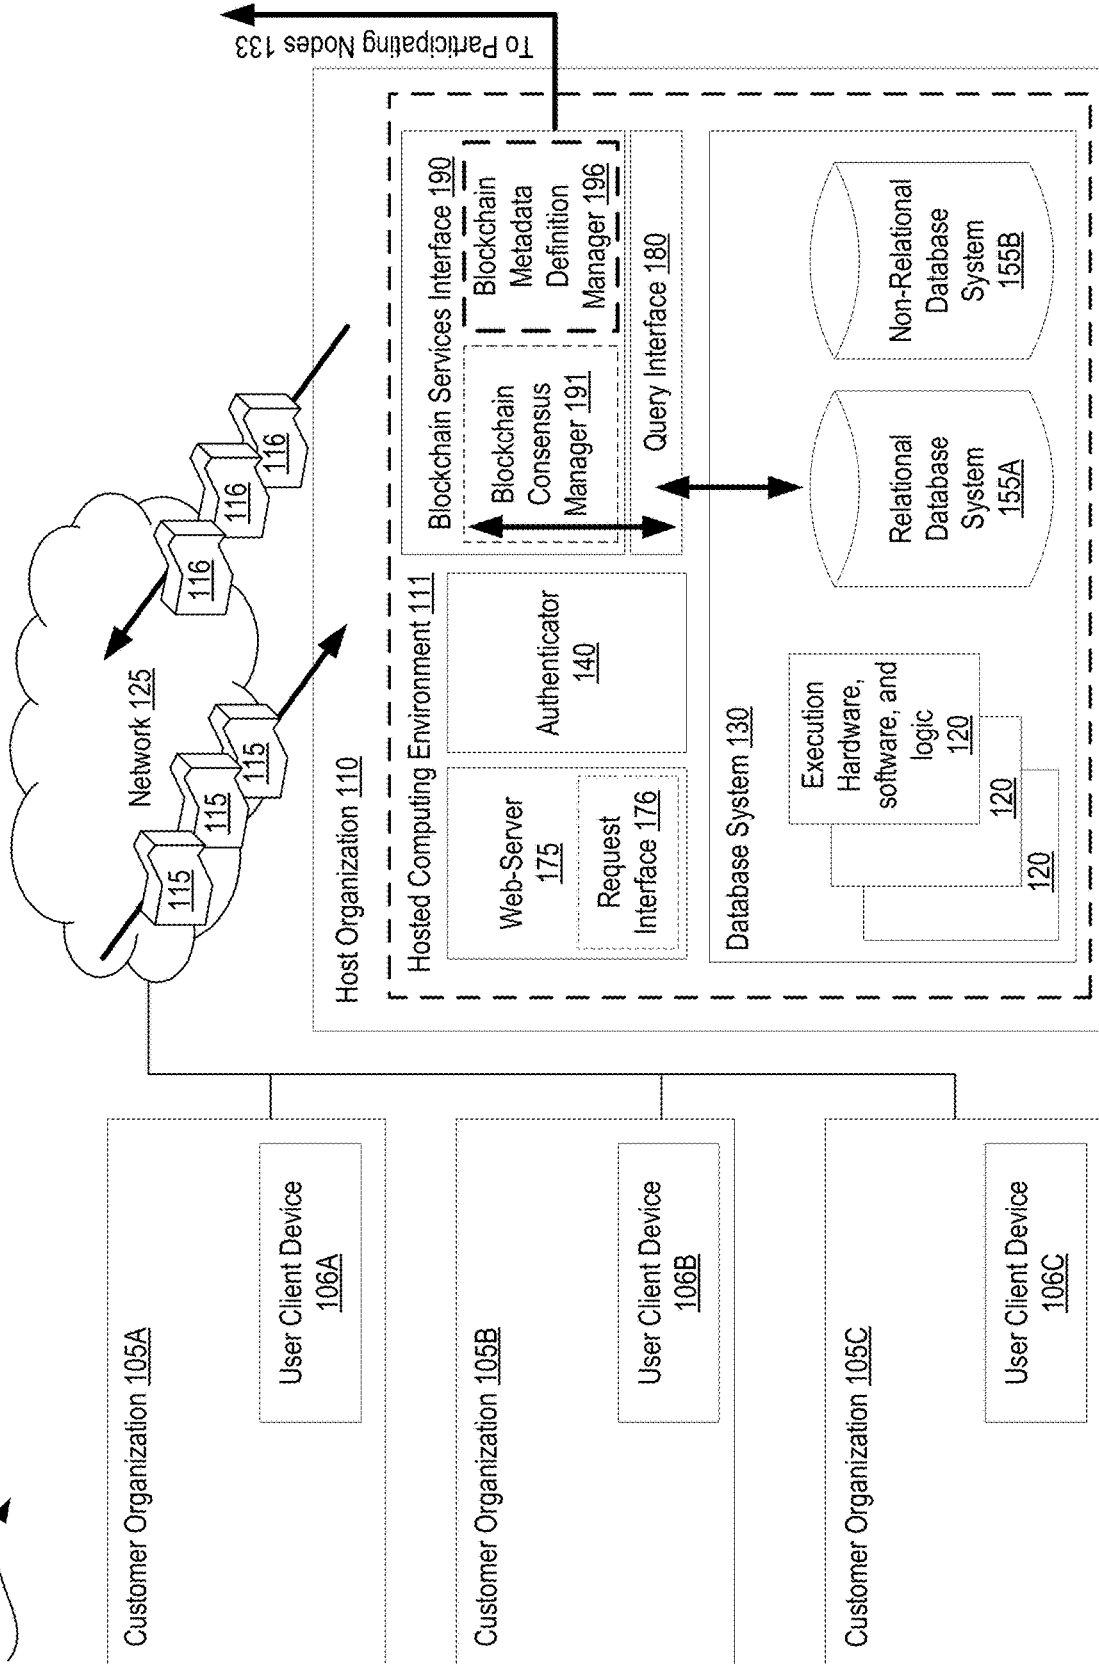 Customer Organization 105A
User Client Device
106A
Customer Organization 105B
User Client Device
106B
Customer Organization 105C
User Client Device
106C
Network 125
115
115
115
116
116
116
To Participating Nodes 133
Host Organization 110
Hosted Computing Environment 111
Web-Server
175
Request
Interface 176
Authenticator
140
Blockchain Services Interface 190
Blockchain
Consensus
Manager 191
Blockchain
Metadata
Definition
Manager 196
Query Interface 180
Database System 130
Execution
Hardware,
software, and
logic
120
120
120
Relational
Database
System
155A
Non-Relational
Database
System
155B